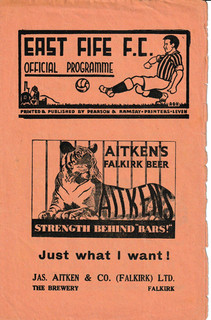 EAST FIFE F.C.
OFFICIAL PROGRAMME
PRINTED & PUBLISHED BY PEARSON & RAMSAY - PRINTERS - LEVEN
AITKEN'S
FALKIRK BEER
AITKEN'S
STRENGTH BEHIND "BARS!"
Just what I want!
JAS. AITKEN & CO. (FALKIRK) LTD.
THE BREWERY FALKIRK